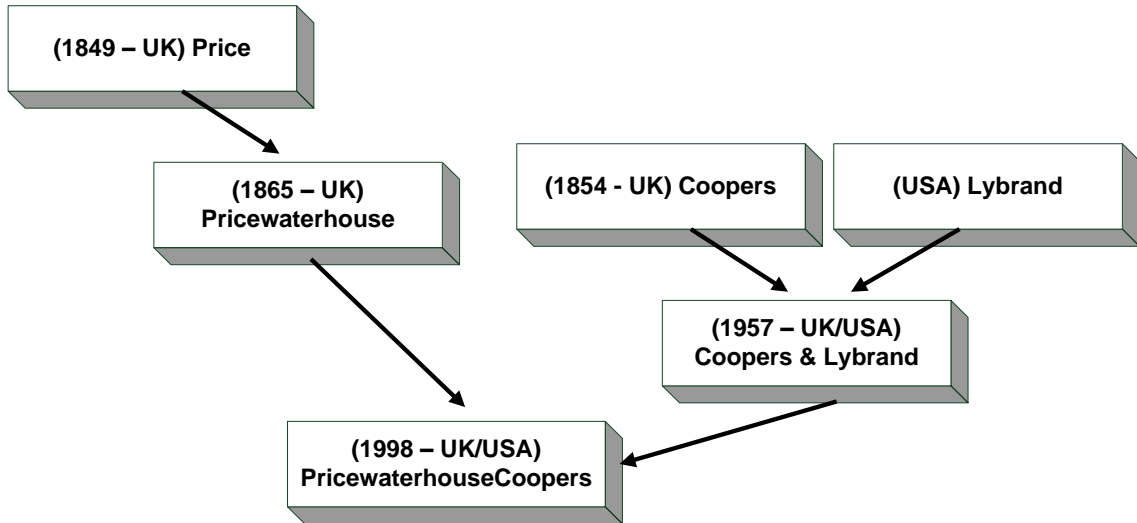 (1849 – UK) Price
(1865 – UK)
Pricewaterhouse
(1854 - UK) Coopers
(USA) Lybrand
(1957 – UK/USA)
Coopers & Lybrand
(1998 – UK/USA)
PricewaterhouseCoopers